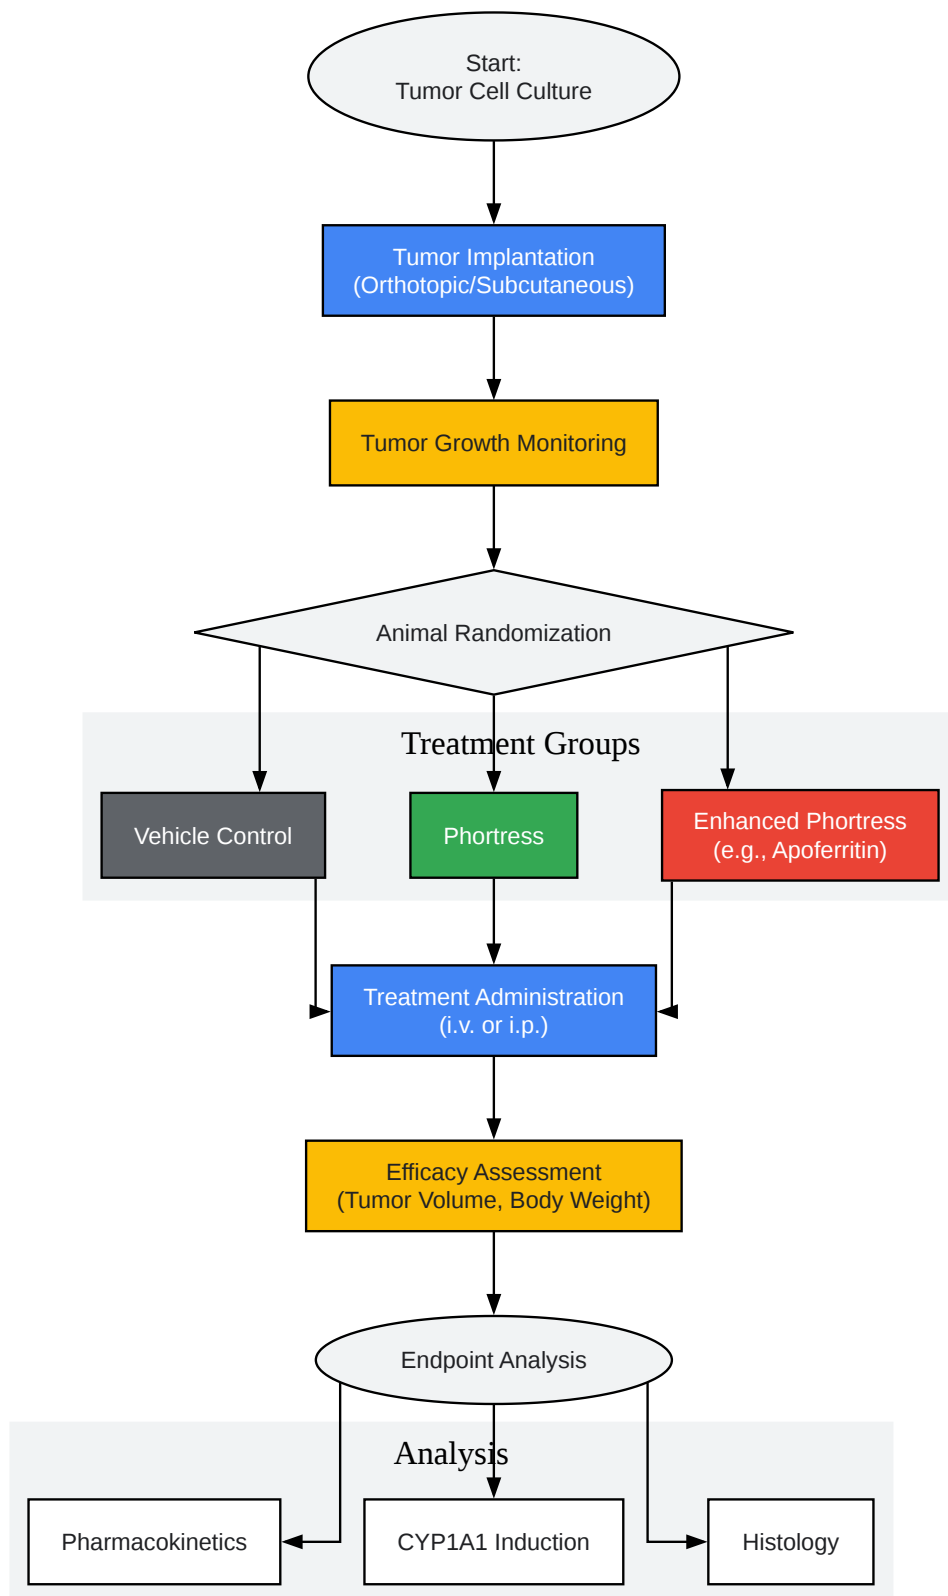 Start:
Tumor Cell Culture
Tumor Implantation
(Orthotopic/Subcutaneous)
Tumor Growth Monitoring
Animal Randomization
Treatment Groups
Vehicle Control
Phortress
Enhanced Phortress
(e.g., Apoferritin)
Treatment Administration
(i.v. or i.p.)
Efficacy Assessment
(Tumor Volume, Body Weight)
Endpoint Analysis
Analysis
Pharmacokinetics
CYP1A1 Induction
Histology